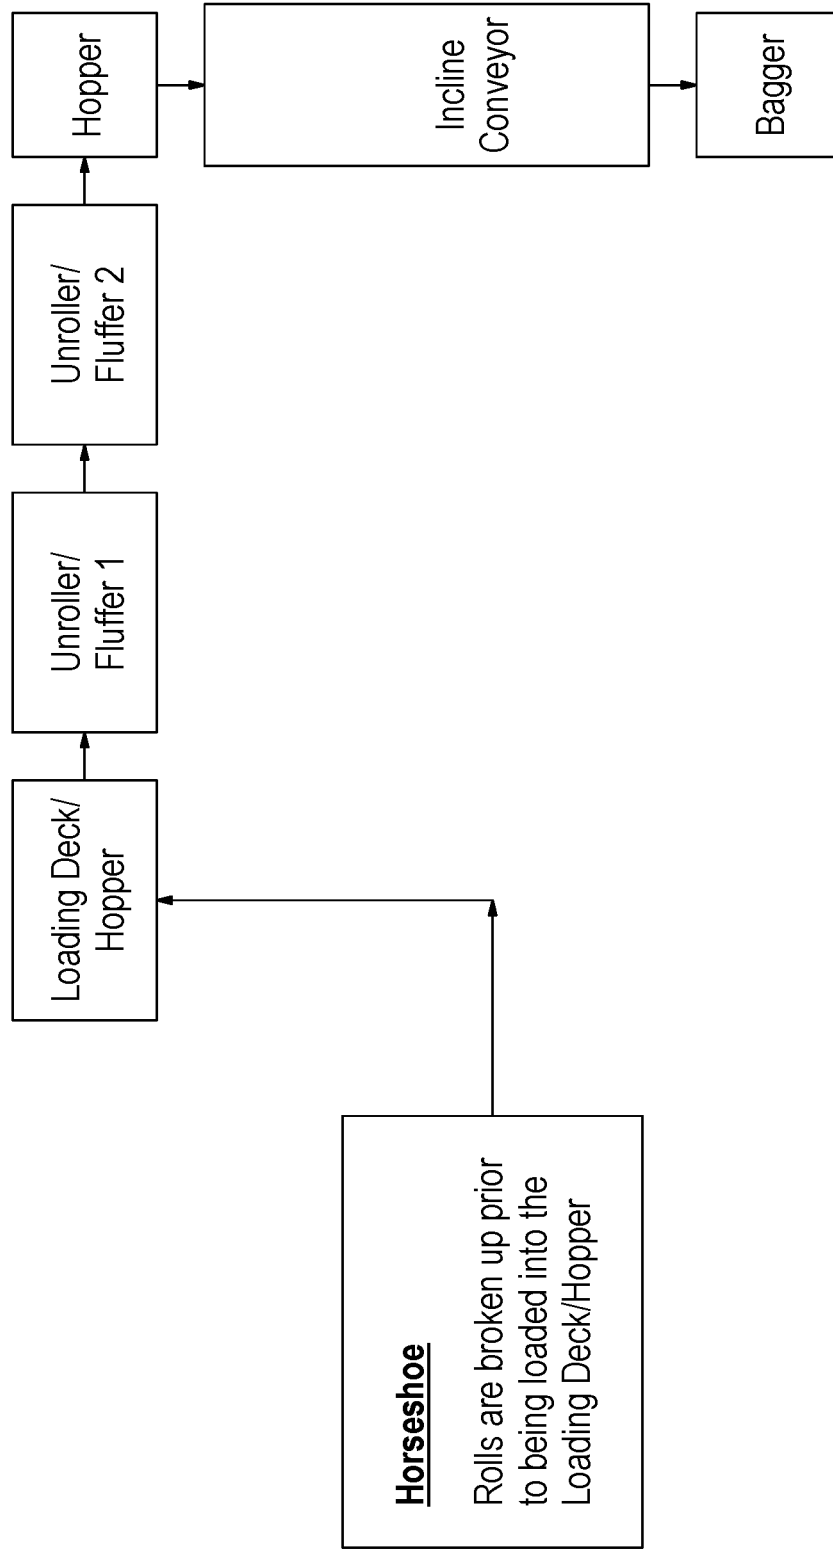 Horseshoe
Rolls are broken up prior
to being loaded into the
Loading Deck/Hopper
Loading Deck/
Hopper
Unroller/
Fluffer 1
Unroller/
Fluffer 2
Hopper
Incline
Conveyor
Bagger